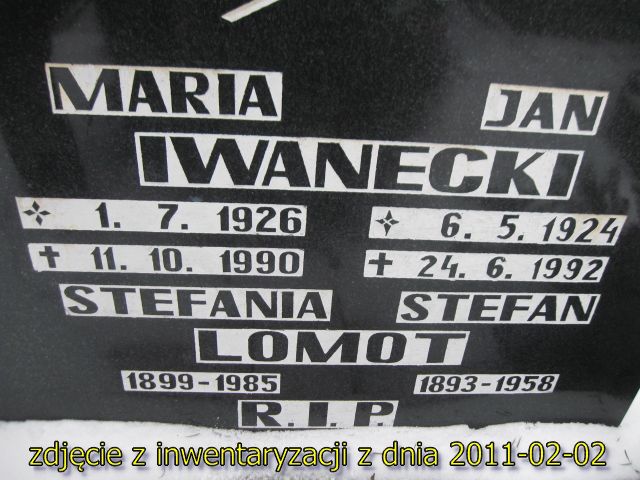 MARIA JAN
IWANECKI
1. 7. 1926 6. 5. 1924
11. 10. 1990 24. 6. 1992
STEFANIA STEFAN
LOMOT
1899-1985 1893-1958
R.I.P.
zdjęcie z inwentaryzacji z dnia 2011-02-02